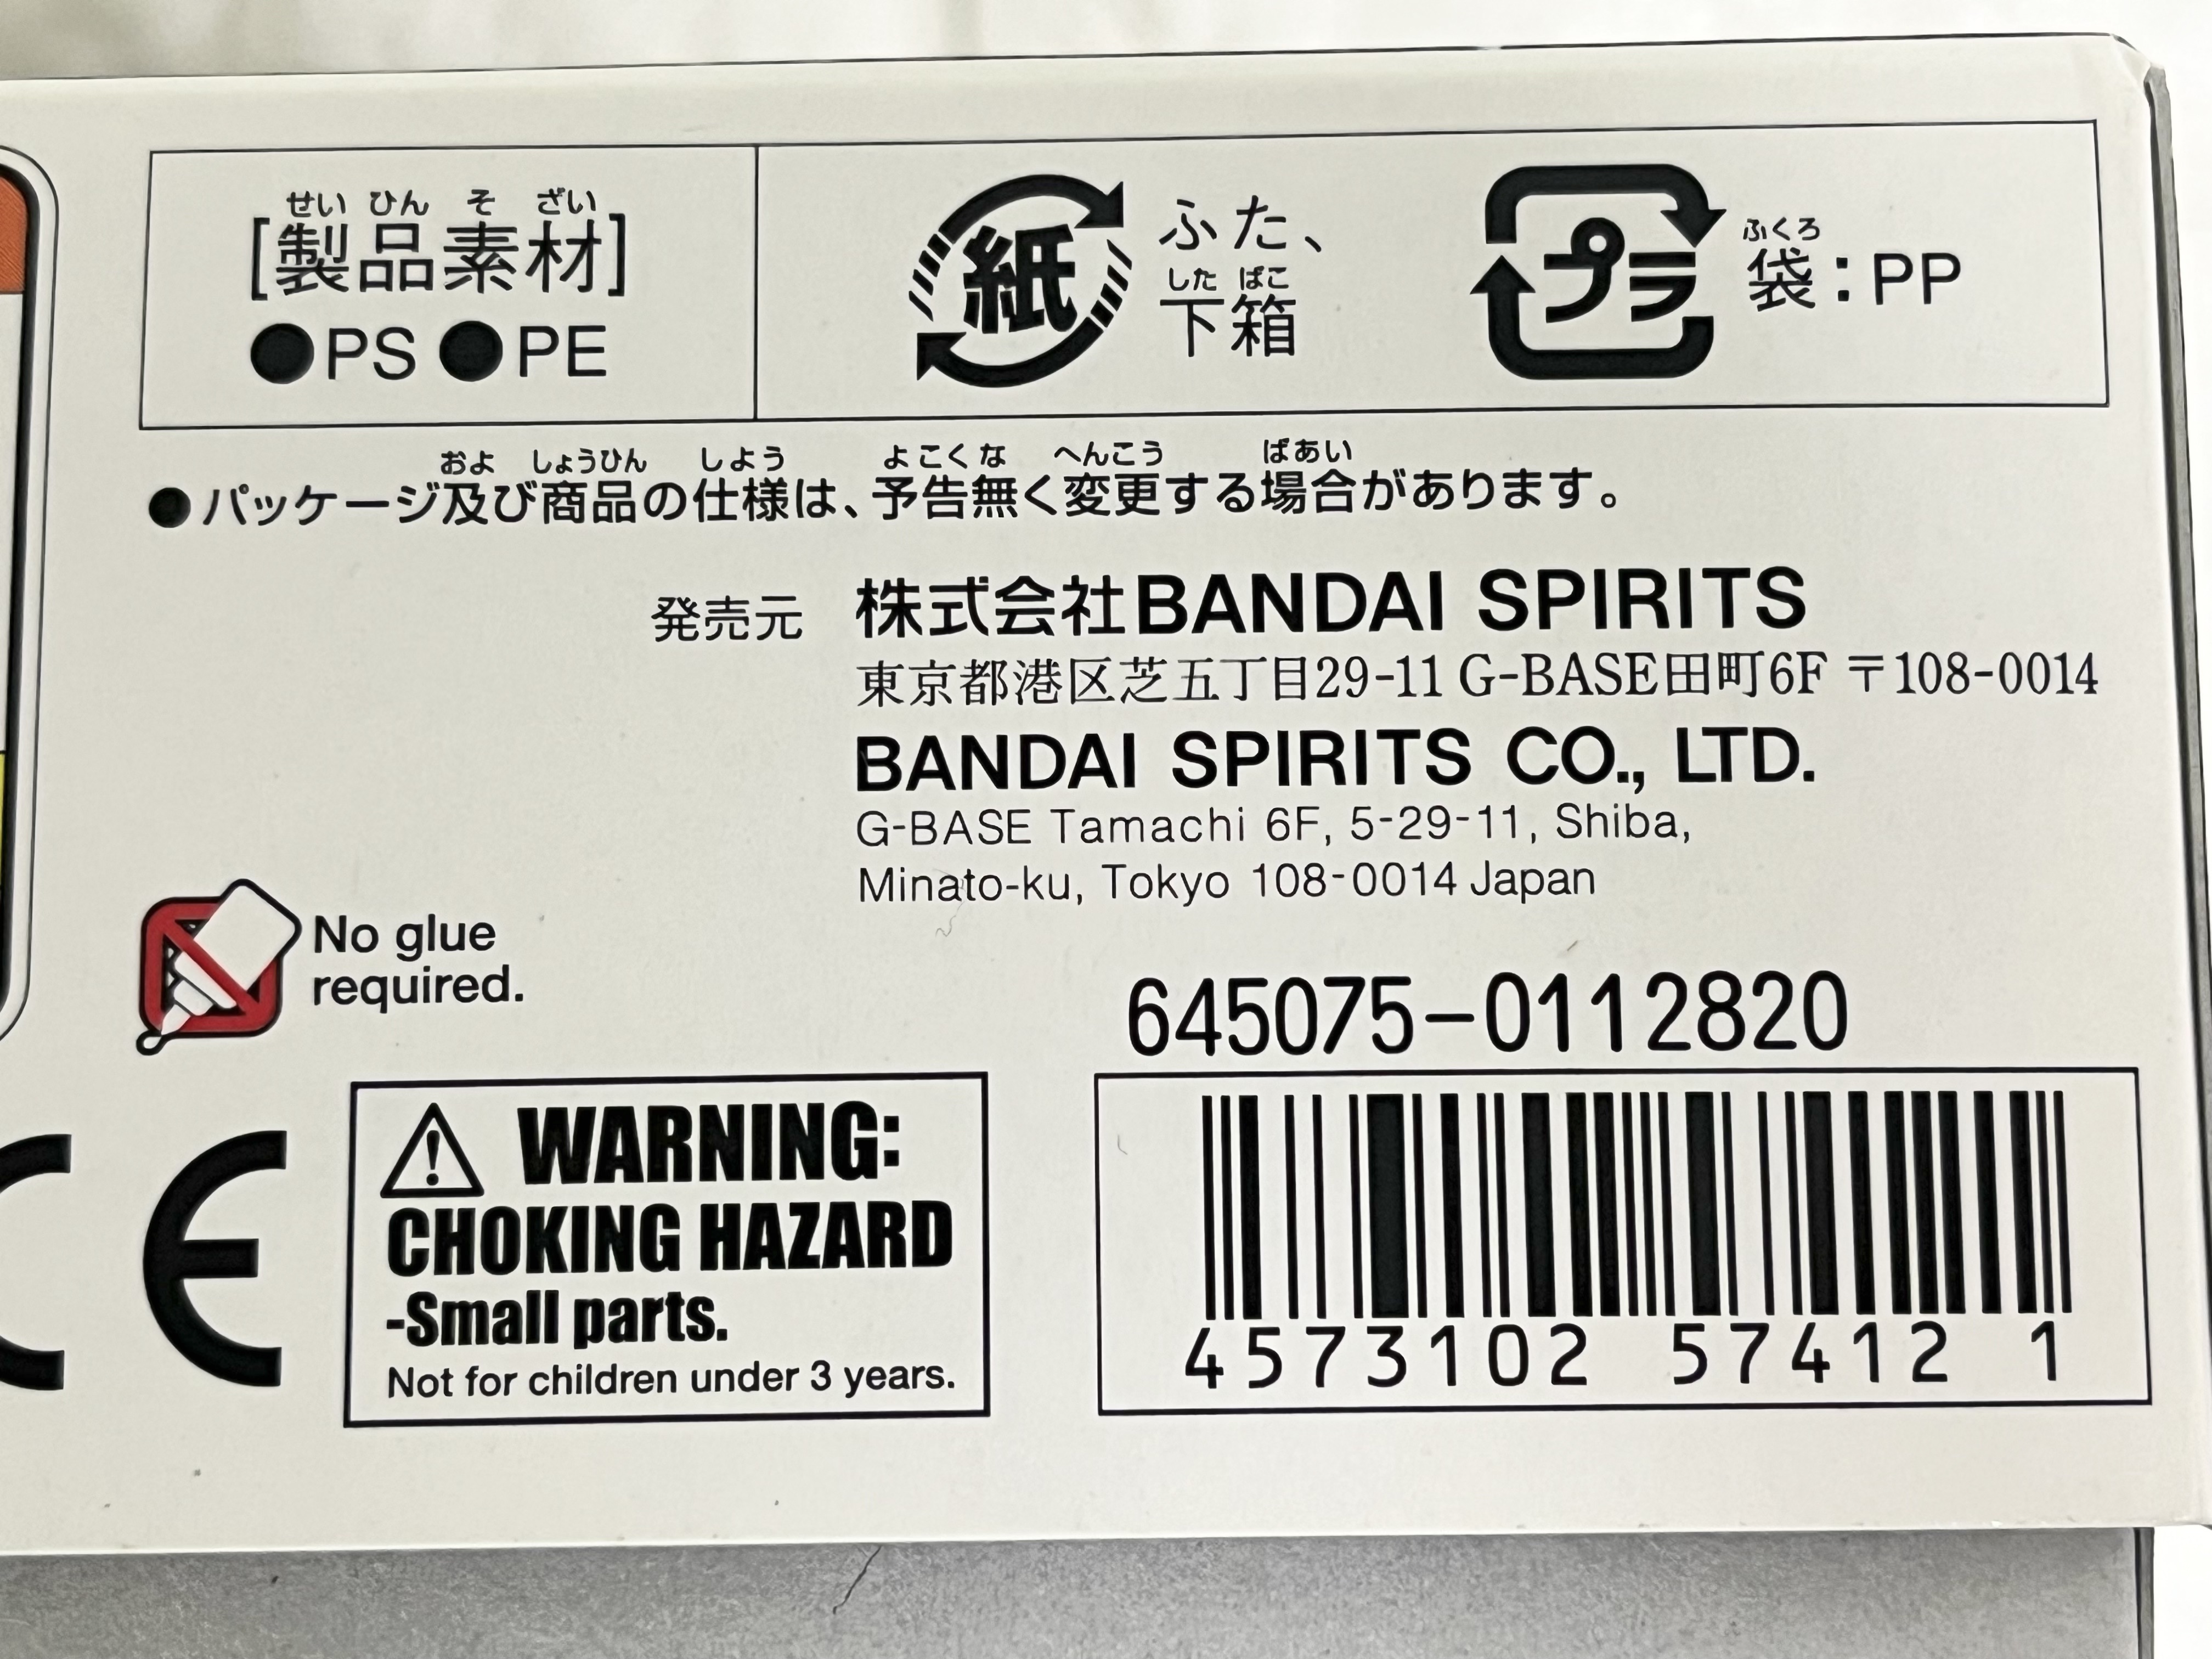 せいひんそざい
[製品素材]
●PS ●PE
紙
ふた、
したばこ
下箱
プラ
ふくろ
袋：PP
およ しょうひん しよう よこくな へんこう ばあい
●パッケージ及び商品の仕様は、予告無く変更する場合があります。
発売元 株式会社BANDAI SPIRITS
東京都港区芝五丁目29-11 G-BASE田町6F 〒108-0014
BANDAI SPIRITS CO., LTD.
G-BASE Tamachi 6F, 5-29-11, Shiba,
Minato-ku, Tokyo 108-0014 Japan
No glue
required.
645075-0112820
CE
WARNING:
CHOKING HAZARD
-Small parts.
Not for children under 3 years.
4573102 57412 1